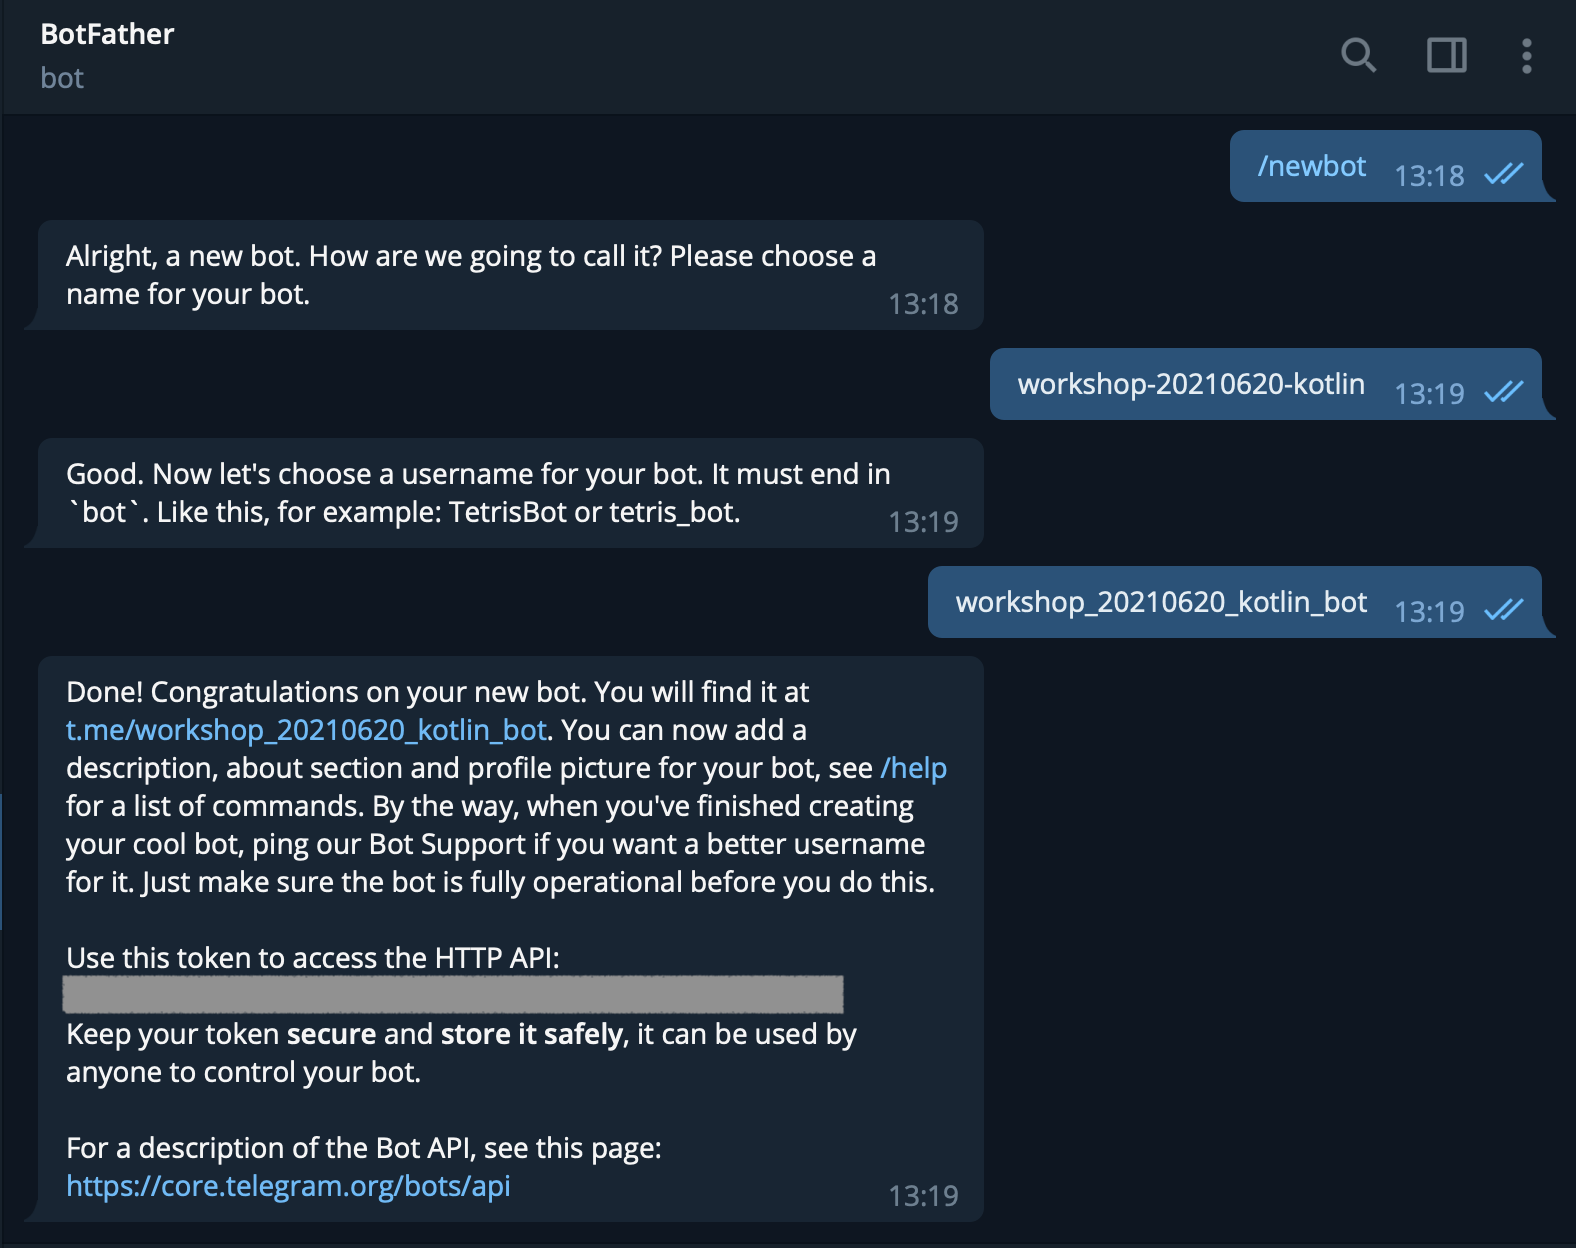 BotFather
bot
/newbot 13:18
Alright, a new bot. How are we going to call it? Please choose a
name for your bot.
13:18
workshop-20210620-kotlin 13:19
Good. Now let's choose a username for your bot. It must end in
`bot`. Like this, for example: TetrisBot or tetris_bot.
13:19
workshop_20210620_kotlin_bot 13:19
Done! Congratulations on your new bot. You will find it at
t.me/workshop_20210620_kotlin_bot. You can now add a
description, about section and profile picture for your bot, see /help
for a list of commands. By the way, when you've finished creating
your cool bot, ping our Bot Support if you want a better username
for it. Just make sure the bot is fully operational before you do this.
Use this token to access the HTTP API:
Keep your token secure and store it safely, it can be used by
anyone to control your bot.
For a description of the Bot API, see this page:
https://core.telegram.org/bots/api
13:19